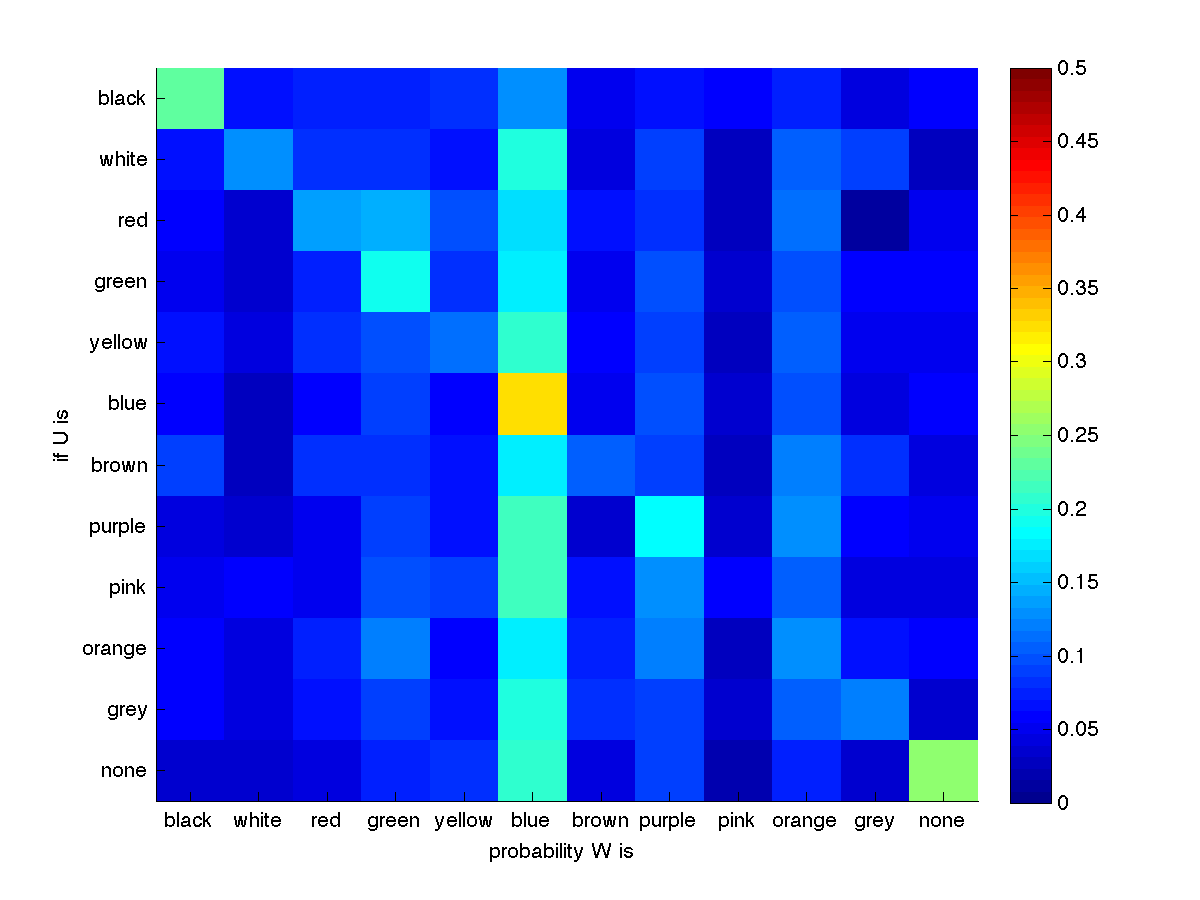 black
white
red
green
yellow
blue
brown
purple
pink
orange
grey
none
if U is
black white red green yellow blue brown purple pink orange grey none
probability W is
0.5
0.45
0.4
0.35
0.3
0.25
0.2
0.15
0.1
0.05
0